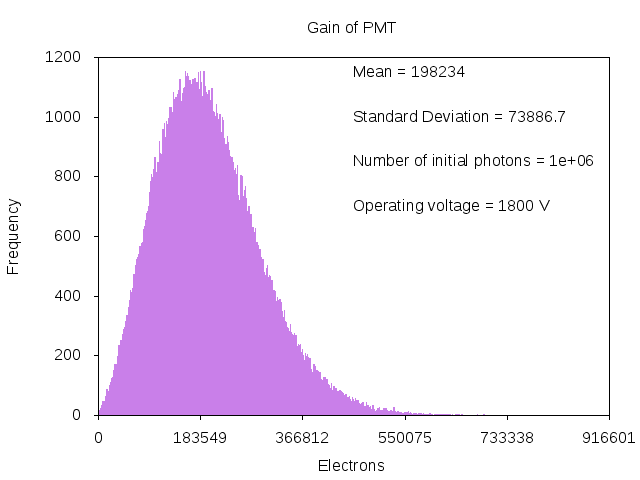 Gain of PMT
Mean = 198234
Standard Deviation = 73886.7
Number of initial photons = 1e+06
Operating voltage = 1800 V
1200
1000
800
600
400
200
0
Frequency
0 183549 366812 550075 733338 916601
Electrons